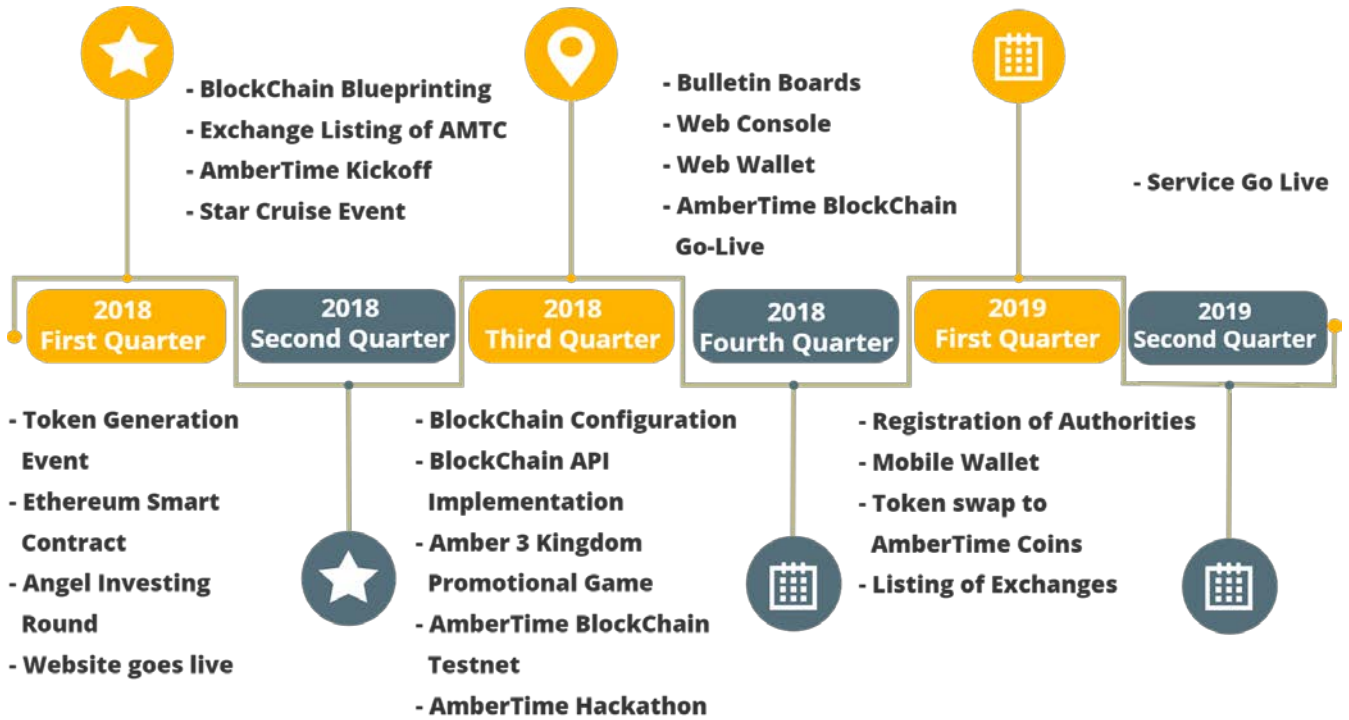 - BlockChain Blueprinting
- Exchange Listing of AMTC
- AmberTime Kickoff
- Star Cruise Event
- Bulletin Boards
- Web Console
- Web Wallet
- AmberTime BlockChain
Go-Live
- Service Go Live
2018
First Quarter
2018
Second Quarter
2018
Third Quarter
2018
Fourth Quarter
2019
First Quarter
2019
Second Quarter
- Token Generation
Event
- Ethereum Smart
Contract
- Angel Investing
Round
- Website goes live
- BlockChain Configuration
- BlockChain API
Implementation
- Amber 3 Kingdom
Promotional Game
- AmberTime BlockChain
Testnet
- AmberTime Hackathon
- Registration of Authorities
- Mobile Wallet
- Token swap to
AmberTime Coins
- Listing of Exchanges